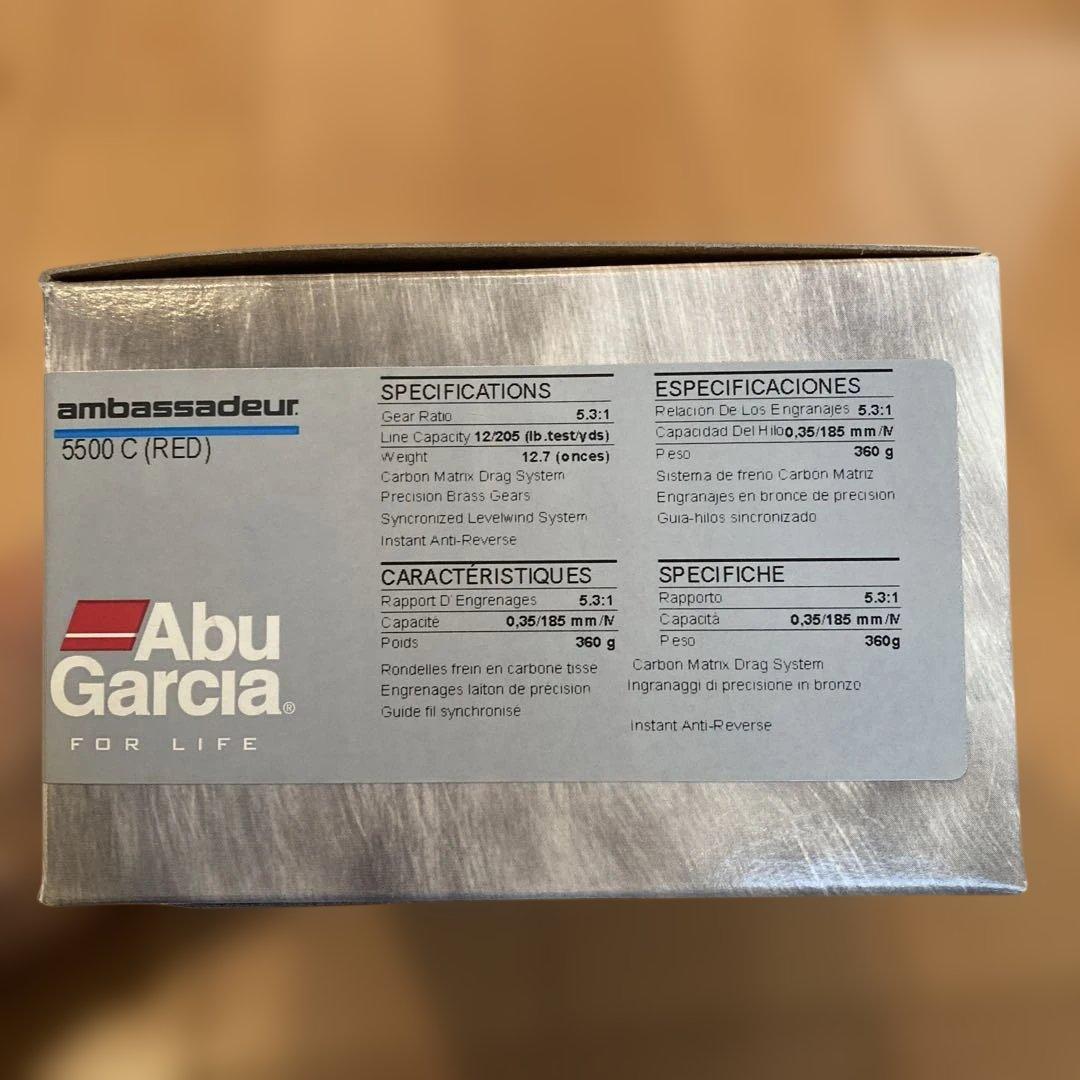 ambassadeur.
5500 C (RED)
Abu
Garcia®
FOR LIFE
SPECIFICATIONS
Gear Ratio 5.3:1
Line Capacity 12/205 (lb.test/yds)
Weight 12.7 (onces)
Carbon Matrix Drag System
Precision Brass Gears
Syncronized Levelwind System
Instant Anti-Reverse
ESPECIFICACIONES
Relación De Los Engranajes 5.3:1
Capacidad Del Hilo 0,35/185 mm/M
Peso 360 g
Sistema de freno Carbón Matriz
Engranajes en bronce de precisión
Guia-hilos sincronizado
CARACTÉRISTIQUES
Rapport D'Engrenages 5.3:1
Capacité 0,35/185 mm/M
Poids 360 g
Rondelles frein en carbone tisse
Engrenages laiton de précision
Guide fil synchronisé
SPECIFICHE
Rapporto 5.3:1
Capacità 0,35/185 mm/M
Peso 360g
Carbon Matrix Drag System
Ingranaggi di precisione in bronzo
Instant Anti-Reverse